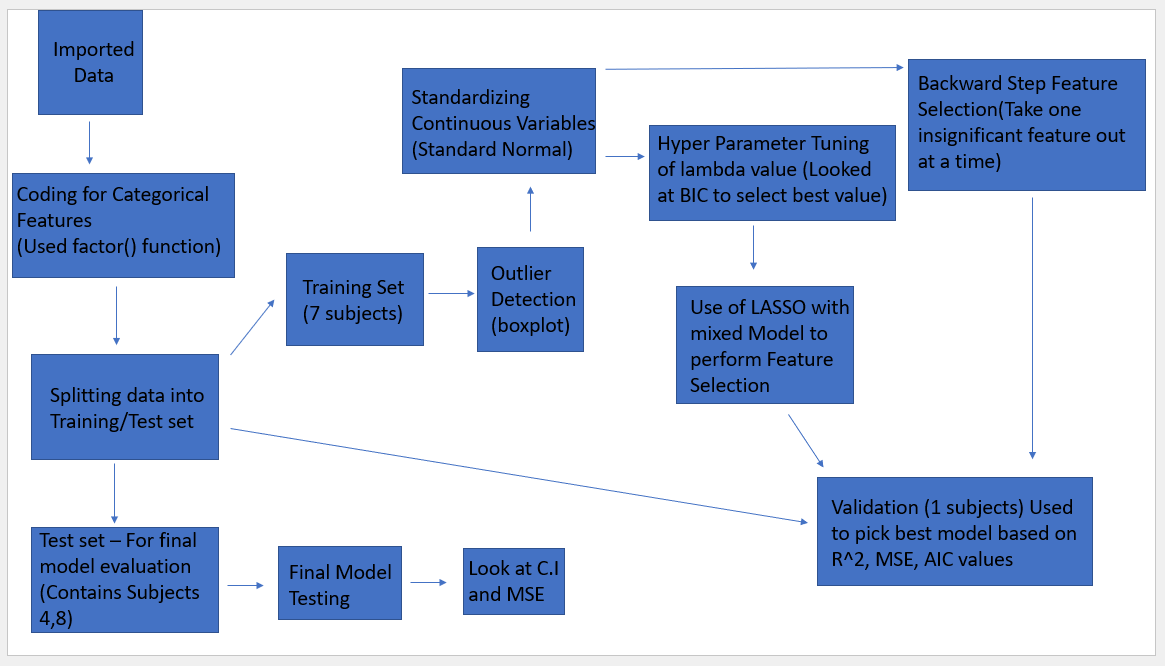 Imported
Data
Coding for Categorical
Features
(Used factor() function)
Splitting data into
Training/Test set
Test set – For final
model evaluation
(Contains Subjects
4,8)
Final Model
Testing
Look at C.I
and MSE
Training Set
(7 subjects)
Outlier
Detection
(boxplot)
Standardizing
Continuous Variables
(Standard Normal)
Hyper Parameter Tuning
of lambda value (Looked
at BIC to select best value)
Use of LASSO with
mixed Model to
perform Feature
Selection
Backward Step Feature
Selection(Take one
insignificant feature out
at a time)
Validation (1 subjects) Used
to pick best model based on
R^2, MSE, AIC values